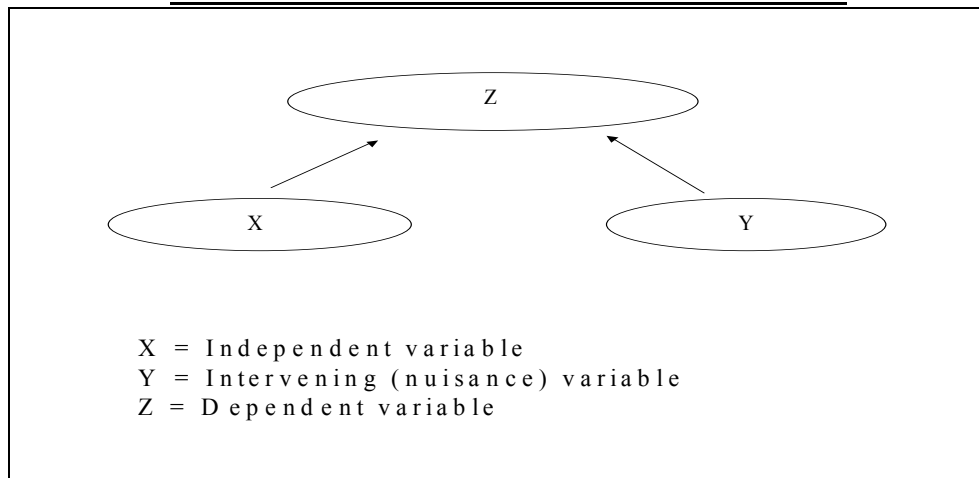 Z
X Y
X = Independent variable
Y = Intervening (nuisance) variable
Z = Dependent variable